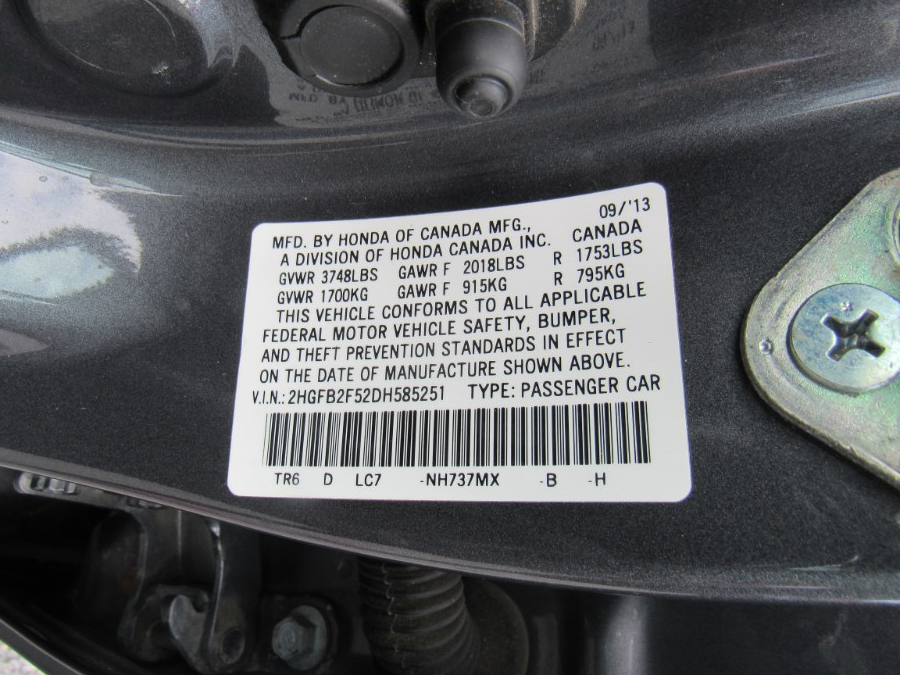 09/'13
MFD. BY HONDA OF CANADA MFG., CANADA
A DIVISION OF HONDA CANADA INC.
GVWR 3748LBS GAWR F 2018LBS R 1753LBS
GVWR 1700KG GAWR F 915KG R 795KG
THIS VEHICLE CONFORMS TO ALL APPLICABLE
FEDERAL MOTOR VEHICLE SAFETY, BUMPER,
AND THEFT PREVENTION STANDARDS IN EFFECT
ON THE DATE OF MANUFACTURE SHOWN ABOVE.
V.I.N.: 2HGFB2F52DH585251 TYPE: PASSENGER CAR
TR6 D LC7 -NH737MX -B -H